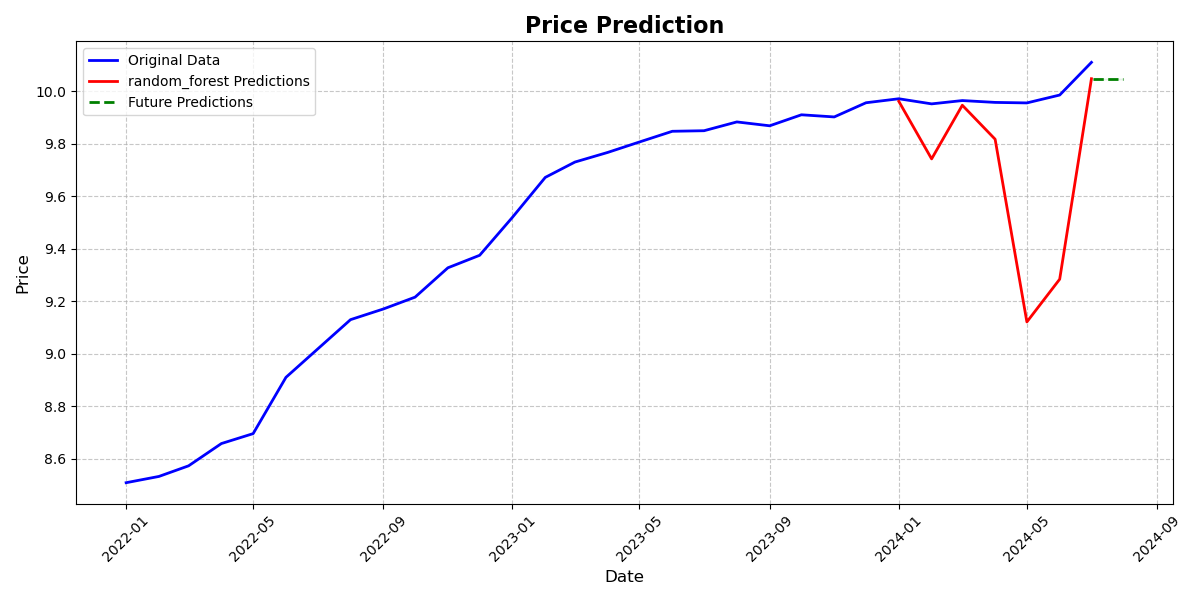 Price Prediction
Original Data
random_forest Predictions
Future Predictions
10.0
9.8
9.6
9.4
9.2
9.0
8.8
8.6
Price
2022-01
2022-05
2022-09
2023-01
2023-05
2023-09
2024-01
2024-05
2024-09
Date